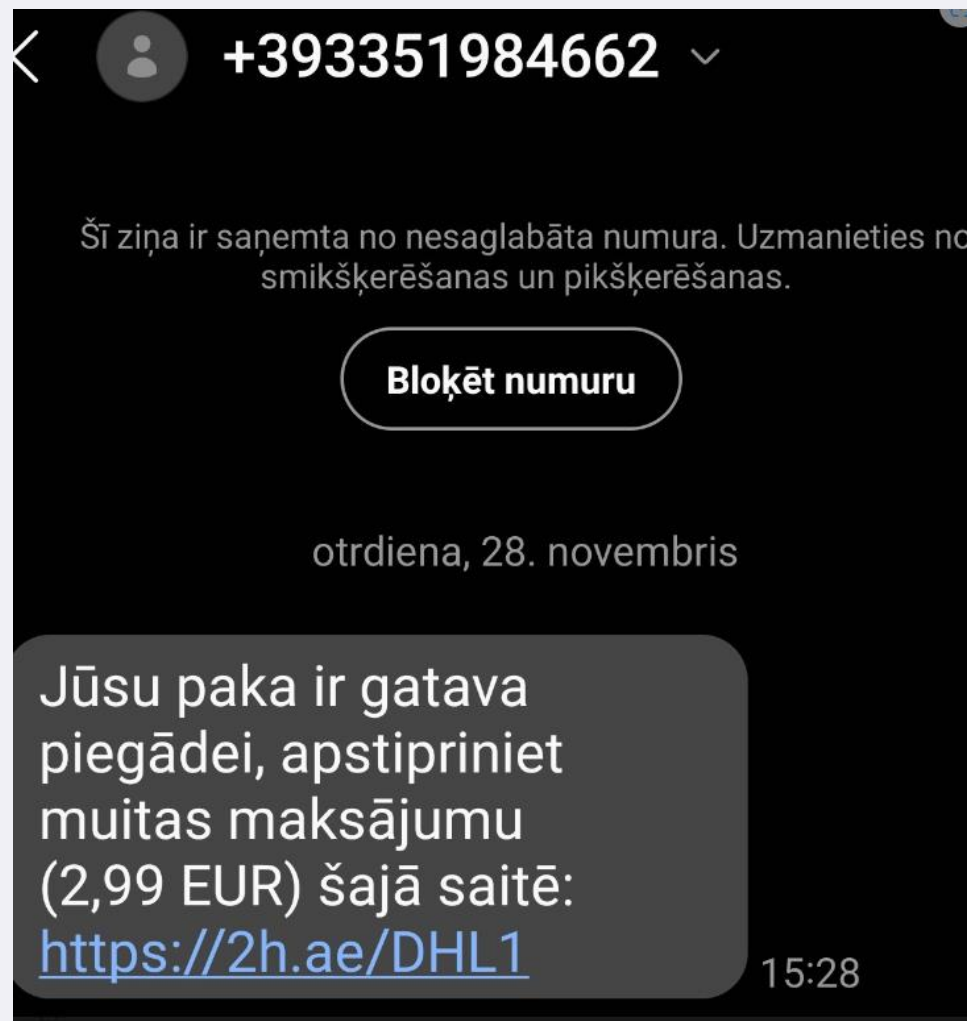 +393351984662
Šī ziņa ir saņemta no nesaglabāta numura. Uzmanieties no
smikšķerēšanas un pikšķerēšanas.
Bloķēt numuru
otrdiena, 28. novembris
Jūsu paka ir gatava
piegādei, apstipriniet
muitas maksājumu
(2,99 EUR) šajā saitē:
https://2h.ae/DHL1
15:28